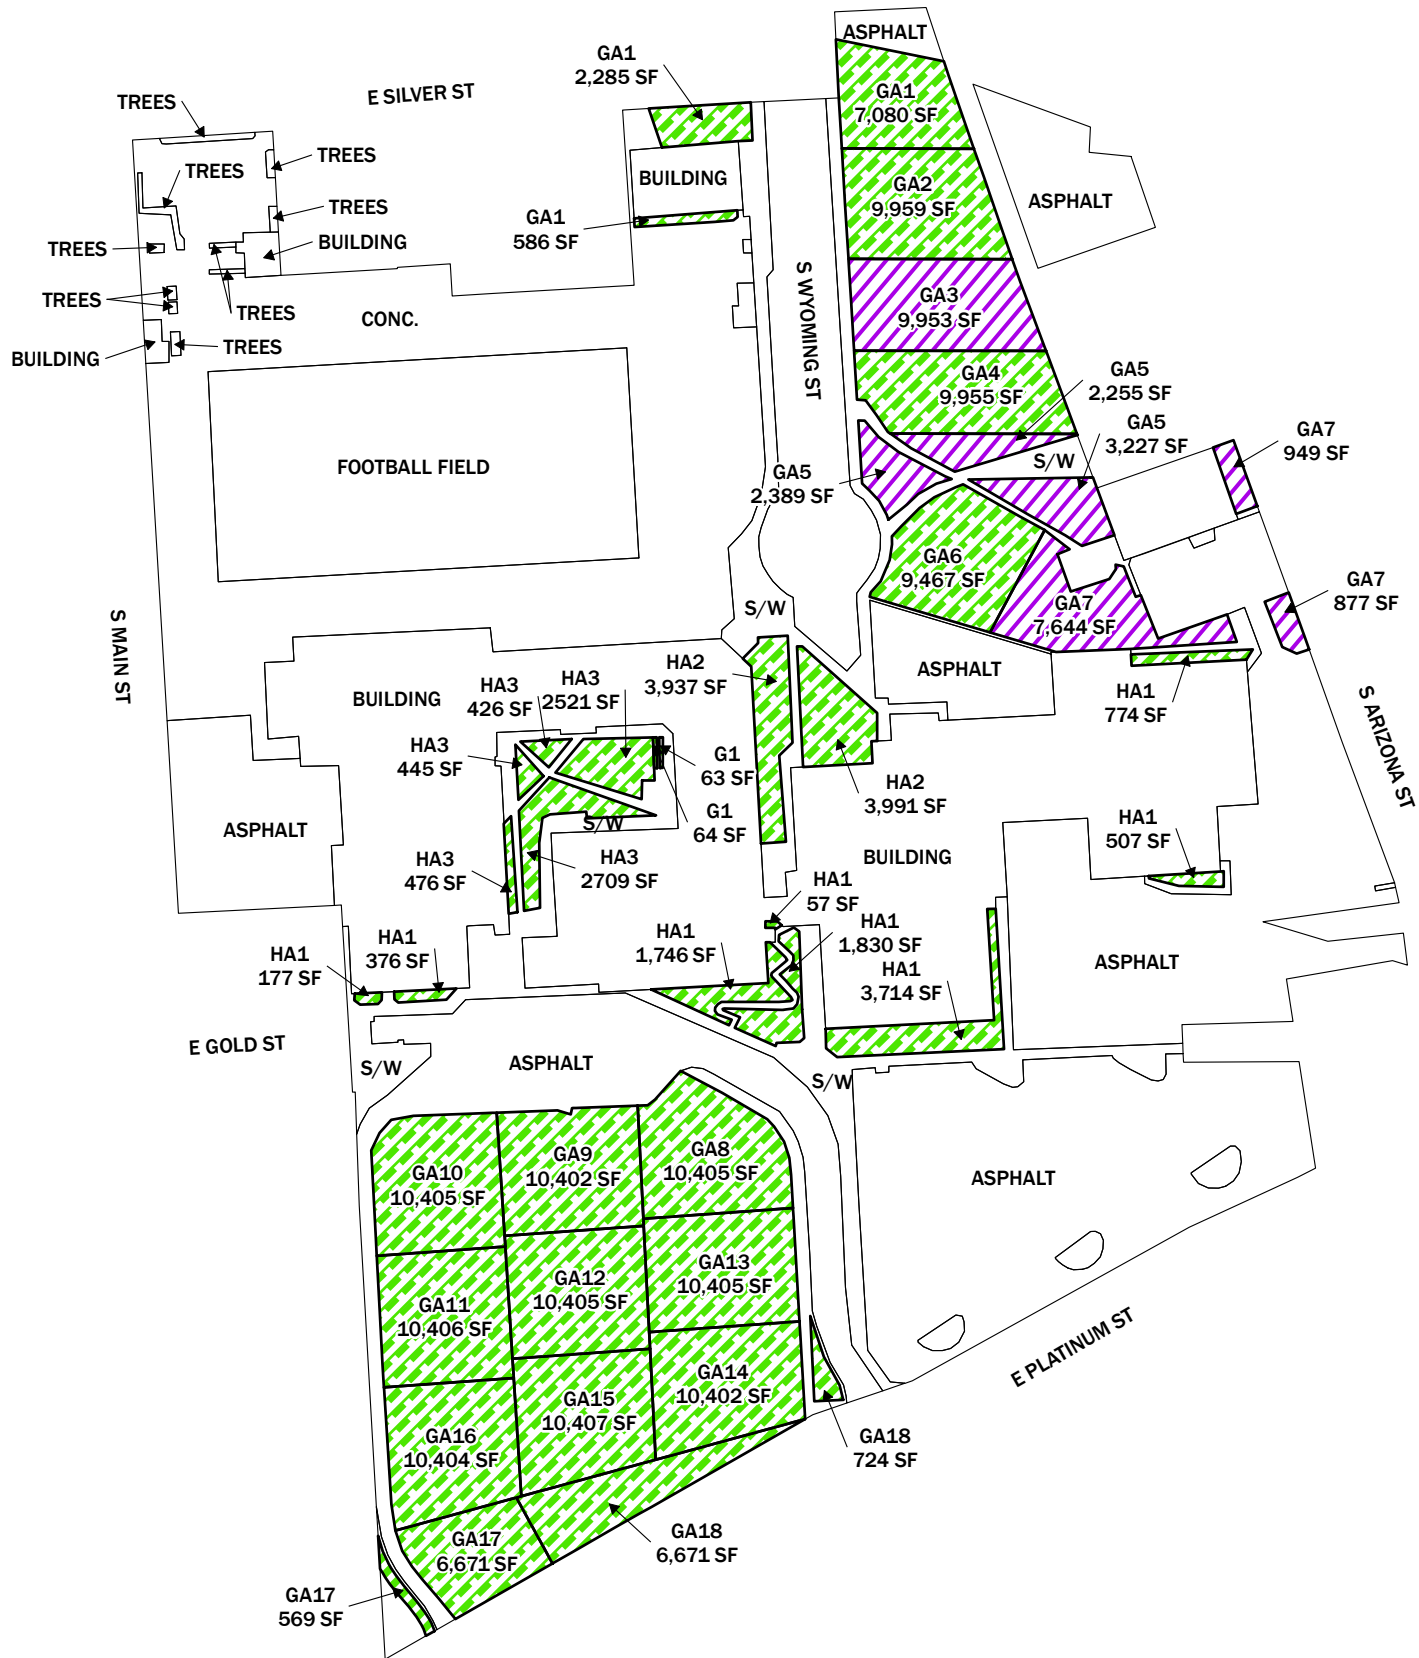 ASPHALT
GA1
2,285 SF
E SILVER ST
TREES
GA1
7,080 SF
TREES
TREES
BUILDING
GA2
9,959 SF
ASPHALT
TREES
GA1
586 SF
TREES
BUILDING
S WYOMING ST
GA3
9,953 SF
TREES
TREES
CONC.
BUILDING
TREES
GA4
9,955 SF
GA5
2,255 SF
GA5
3,227 SF
GA7
949 SF
FOOTBALL FIELD
S/W
GA5
2,389 SF
GA6
9,467 SF
GA7
877 SF
S/W
GA7
7,644 SF
S MAIN ST
ASPHALT
HA2
3,937 SF
BUILDING
HA3
426 SF
HA3
2521 SF
HA1
774 SF
S ARIZONA ST
HA3
445 SF
G1
63 SF
HA2
3,991 SF
G1
64 SF
ASPHALT
S/W
HA1
507 SF
HA3
476 SF
HA3
2709 SF
BUILDING
HA1
57 SF
HA1
1,830 SF
HA1
177 SF
HA1
376 SF
HA1
1,746 SF
HA1
3,714 SF
ASPHALT
E GOLD ST
S/W
ASPHALT
S/W
GA10
10,405 SF
GA9
10,402 SF
GA8
10,405 SF
ASPHALT
GA11
10,406 SF
GA12
10,405 SF
GA13
10,405 SF
E PLATINUM ST
GA16
10,404 SF
GA15
10,407 SF
GA14
10,402 SF
GA18
724 SF
GA17
6,671 SF
GA18
6,671 SF
GA17
569 SF